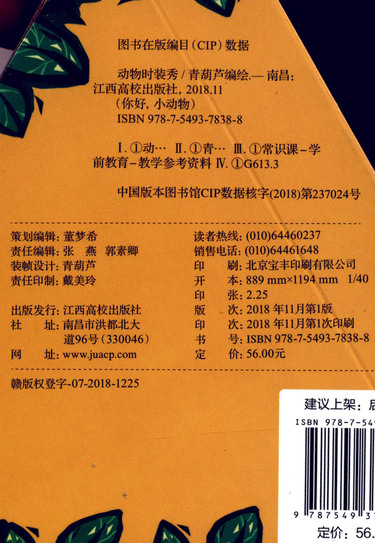 图书在版编目(CIP)数据
动物时装秀/青葫芦编绘.—南昌:
江西高校出版社,2018.11
(你好,小动物)
ISBN 978-7-5493-7838-8
Ⅰ.①动… Ⅱ.①青… Ⅲ.①常识课-学
前教育-教学参考资料 Ⅳ.①G613.3
中国版本图书馆CIP数据核字(2018)第237024号
策划编辑:董梦希
责任编辑:张 燕 郭素卿
装帧设计:青葫芦
责任印制:戴美玲
出版发行:江西高校出版社
社 址:南昌市洪都北大
道96号(330046)
网 址:www.juacp.com
读者热线:(010)64460237
销售电话:(010)64461648
印 刷:北京宝丰印刷有限公司
开 本:889 mm×1194 mm 1/40
印 张:2.25
版 次:2018 年11月第1版
印 次:2018 年11月第1次印刷
书 号:ISBN 978-7-5493-7838-8
定 价:56.00元
赣版权登字-07-2018-1225
建议上架:
ISBN 978-7-549
9 787549 3
定价:56.